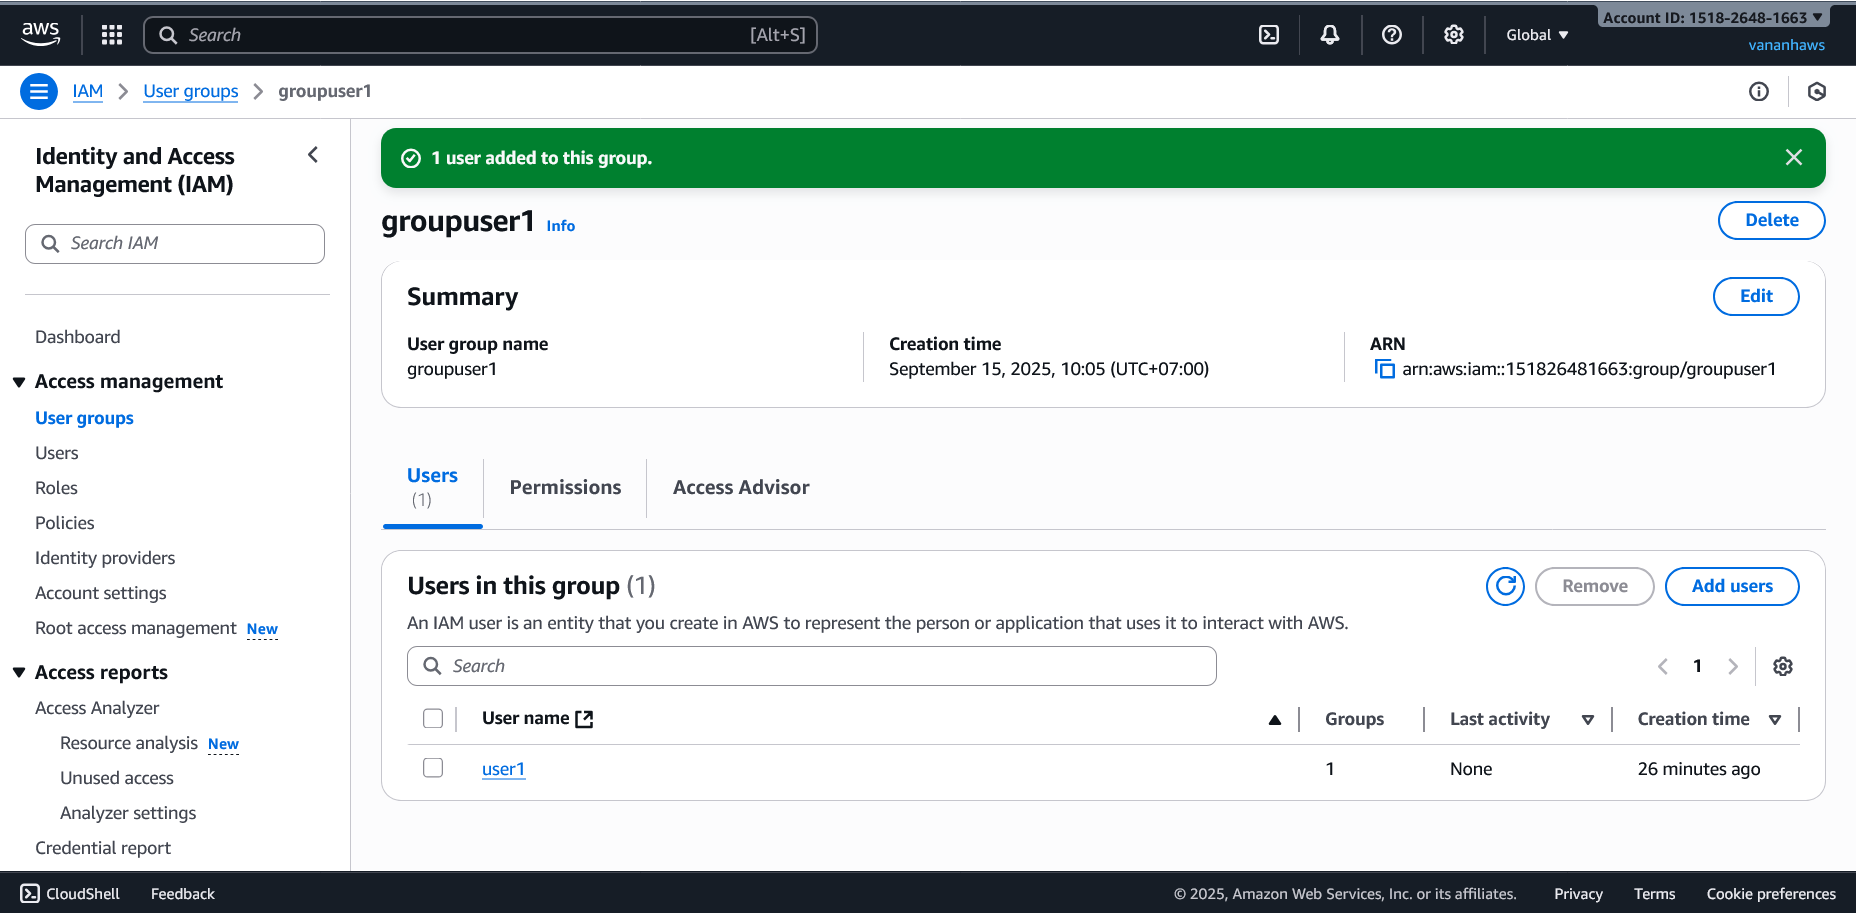 aws
Search [Alt+S]
Global
Account ID: 1518-2648-1663
vananhaws
IAM
User groups
groupuser1
Identity and Access
Management (IAM)
Search IAM
Dashboard
Access management
User groups
Users
Roles
Policies
Identity providers
Account settings
Root access management New
Access reports
Access Analyzer
Resource analysis New
Unused access
Analyzer settings
Credential report
1 user added to this group.
groupuser1 Info
Delete
Summary
Edit
User group name
groupuser1
Creation time
September 15, 2025, 10:05 (UTC+07:00)
ARN
arn:aws:iam::151826481663:group/groupuser1
Users
(1)
Permissions
Access Advisor
Users in this group (1)
Remove
Add users
An IAM user is an entity that you create in AWS to represent the person or application that uses it to interact with AWS.
Search
1
User name Groups Last activity Creation time
user1 1 None 26 minutes ago
CloudShell Feedback
© 2025, Amazon Web Services, Inc. or its affiliates. Privacy Terms Cookie preferences